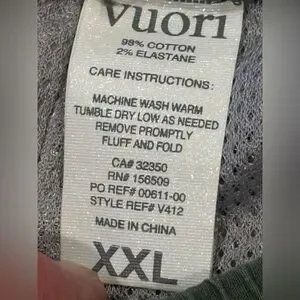 vuori
98% COTTON
2% ELASTANE
CARE INSTRUCTIONS:
MACHINE WASH WARM
TUMBLE DRY LOW AS NEEDED
REMOVE PROMPTLY
FLUFF AND FOLD
CA# 32350
RN# 156509
PO REF# 00611-00
STYLE REF# V412
MADE IN CHINA
XXL